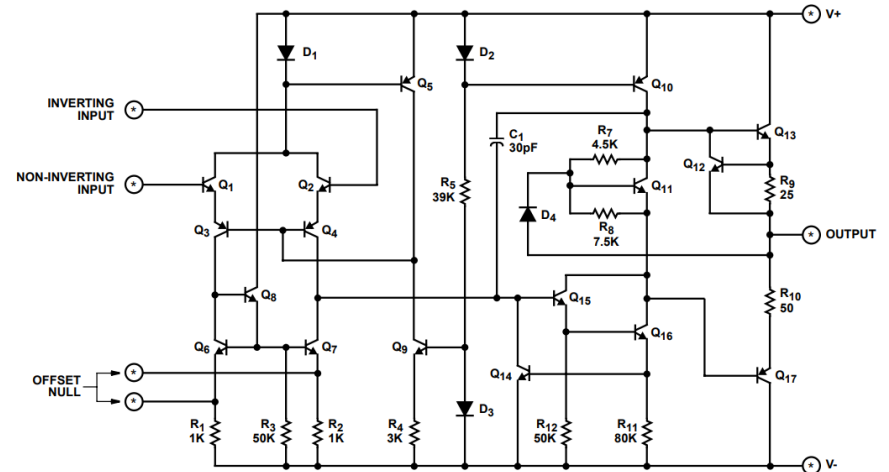 V+
D1
D2
Q5
Q10
INVERTING
INPUT
C1
30pF
R7
4.5K
Q13
Q12
NON-INVERTING
INPUT
Q1
Q2
R5
39K
Q11
R9
25
D4
R8
7.5K
Q3
Q4
OUTPUT
Q8
Q15
R10
50
Q6
Q7
Q9
Q16
Q14
Q17
OFFSET
NULL
D3
R1
1K
R3
50K
R2
1K
R4
3K
R12
50K
R11
80K
V-